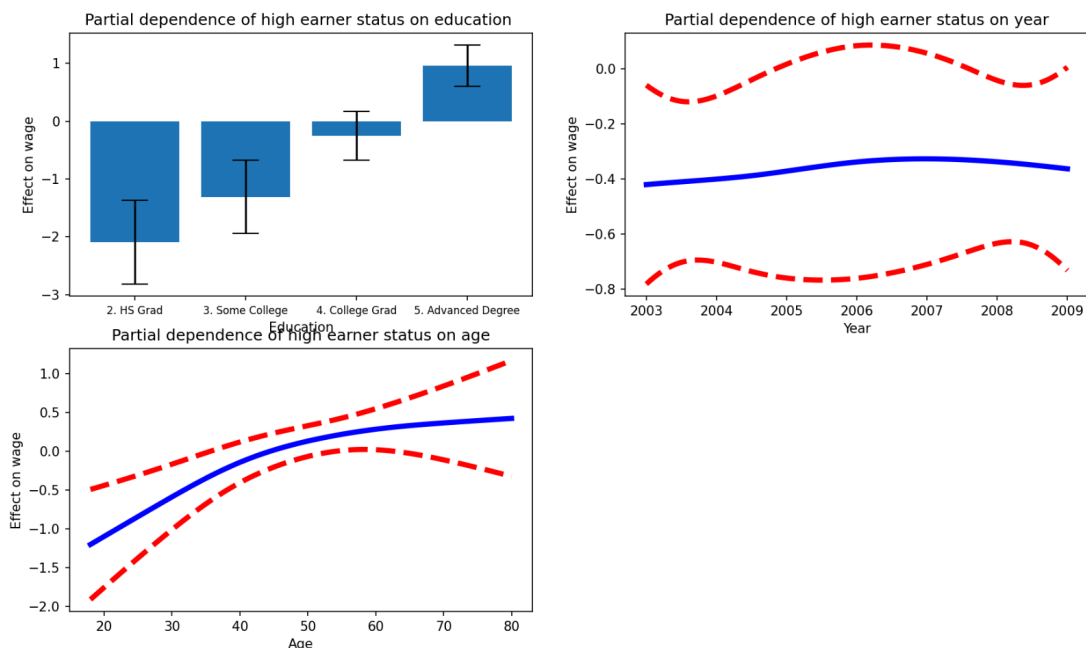 Partial dependence of high earner status on education
Effect on wage
1
0
−1
−2
−3
2. HS Grad 3. Some College 4. College Grad 5. Advanced Degree
Education
Partial dependence of high earner status on year
Effect on wage
0.0
−0.2
−0.4
−0.6
−0.8
2003 2004 2005 2006 2007 2008 2009
Year
Partial dependence of high earner status on age
Effect on wage
1.0
0.5
0.0
−0.5
−1.0
−1.5
−2.0
20 30 40 50 60 70 80
Age